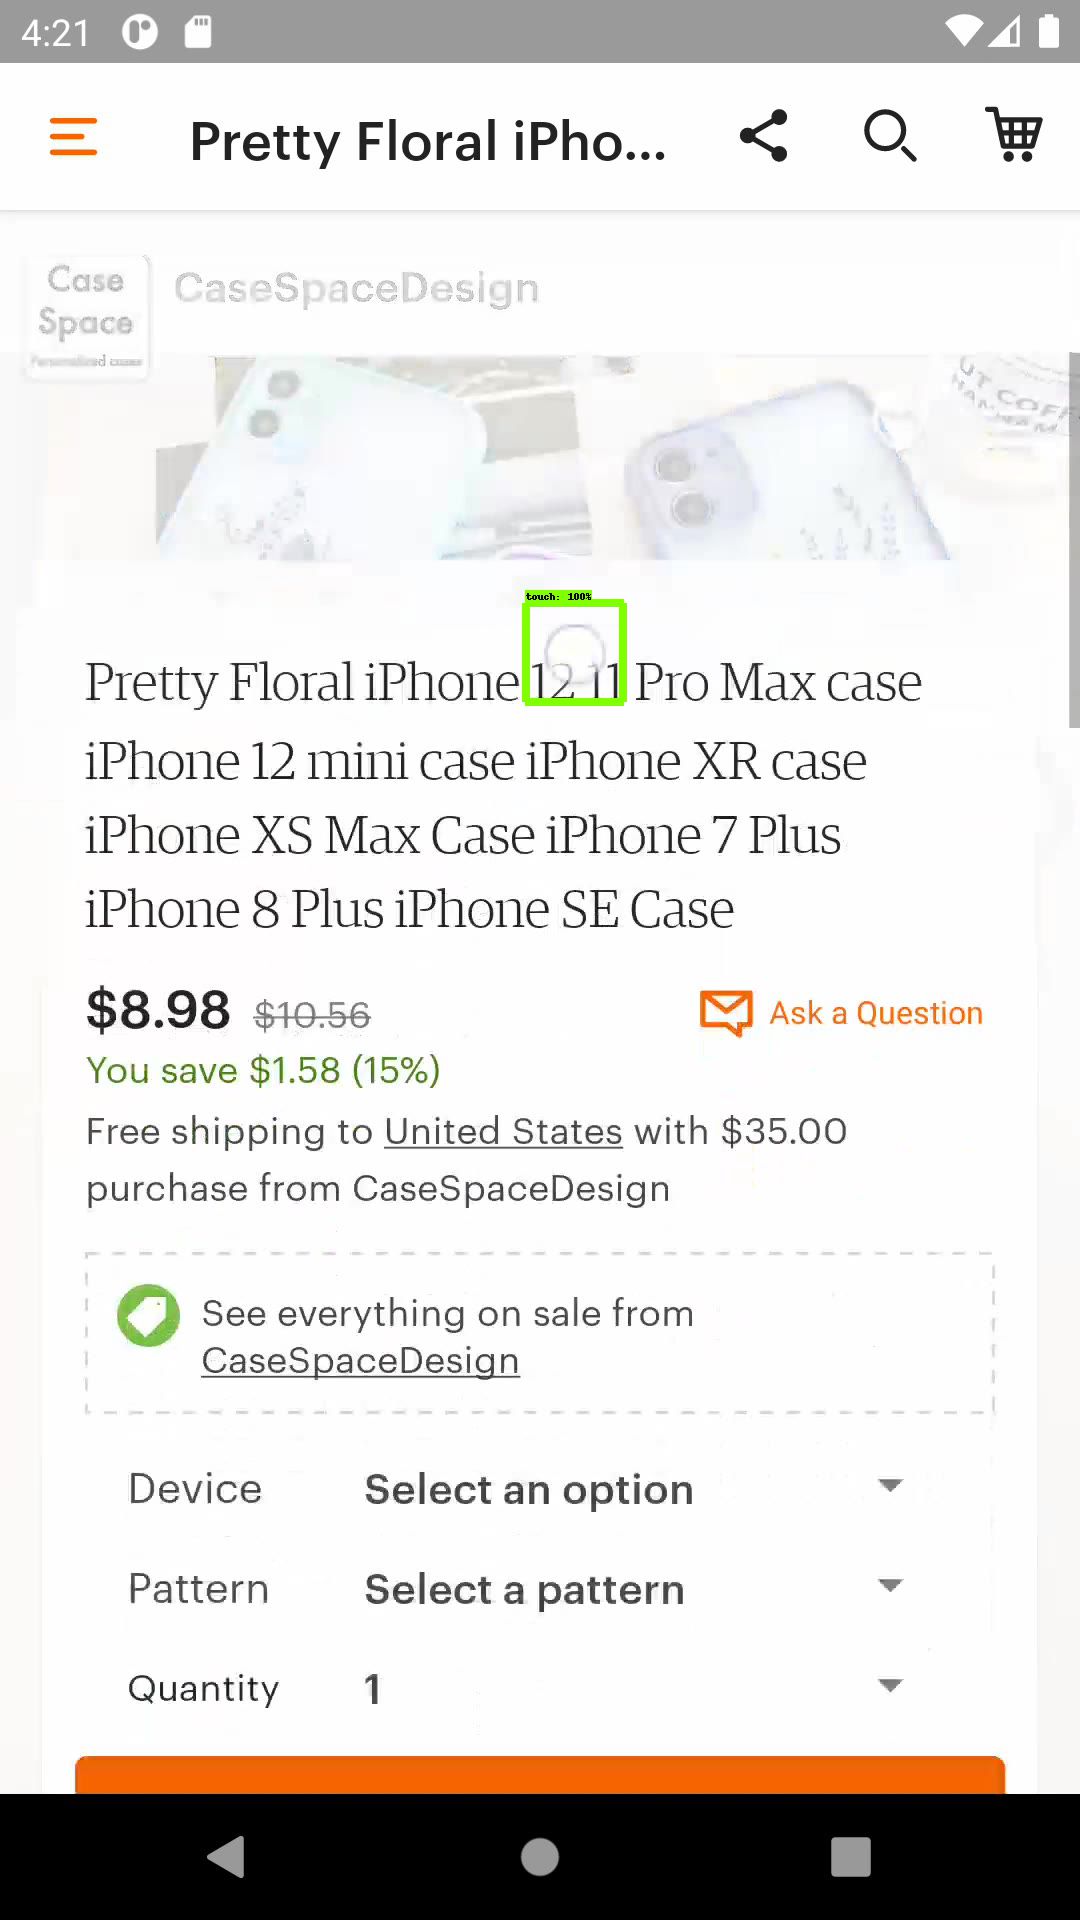 4:21
Pretty Floral iPho...
Case
Space
Personalized cases
CaseSpaceDesign
UT COFF
touch: 100%
Pretty Floral iPhone 12 11 Pro Max case
iPhone 12 mini case iPhone XR case
iPhone XS Max Case iPhone 7 Plus
iPhone 8 Plus iPhone SE Case
$8.98 $10.56
Ask a Question
You save $1.58 (15%)
Free shipping to United States with $35.00
purchase from CaseSpaceDesign
See everything on sale from
CaseSpaceDesign
Device Select an option
Pattern Select a pattern
Quantity 1